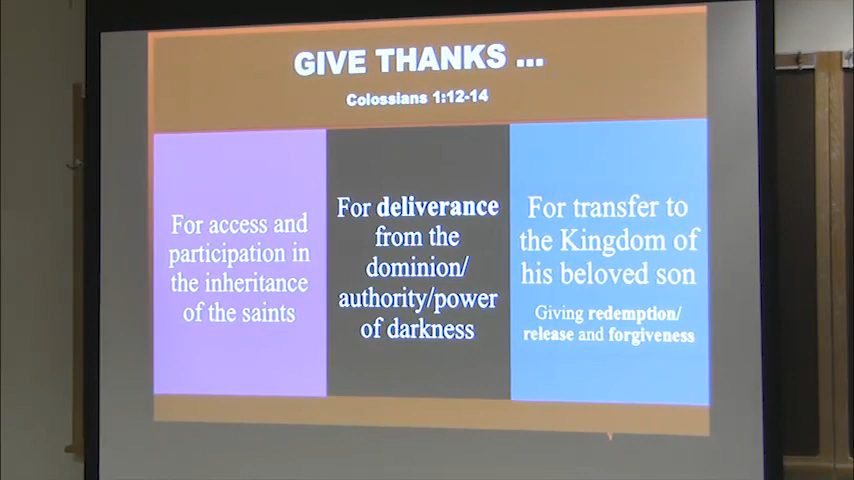 GIVE THANKS ...
Colossians 1:12-14
For access and
participation in
the inheritance
of the saints
For deliverance
from the
dominion/
authority/power
of darkness
For transfer to
the Kingdom of
his beloved son
Giving redemption/
release and forgiveness